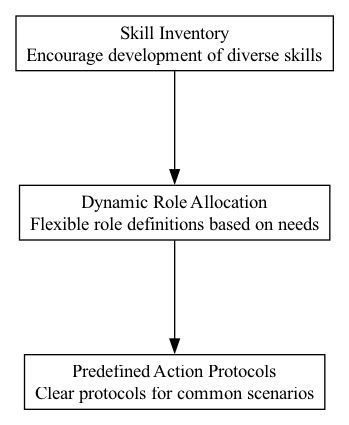 Skill Inventory
Encourage development of diverse skills
Dynamic Role Allocation
Flexible role definitions based on needs
Predefined Action Protocols
Clear protocols for common scenarios